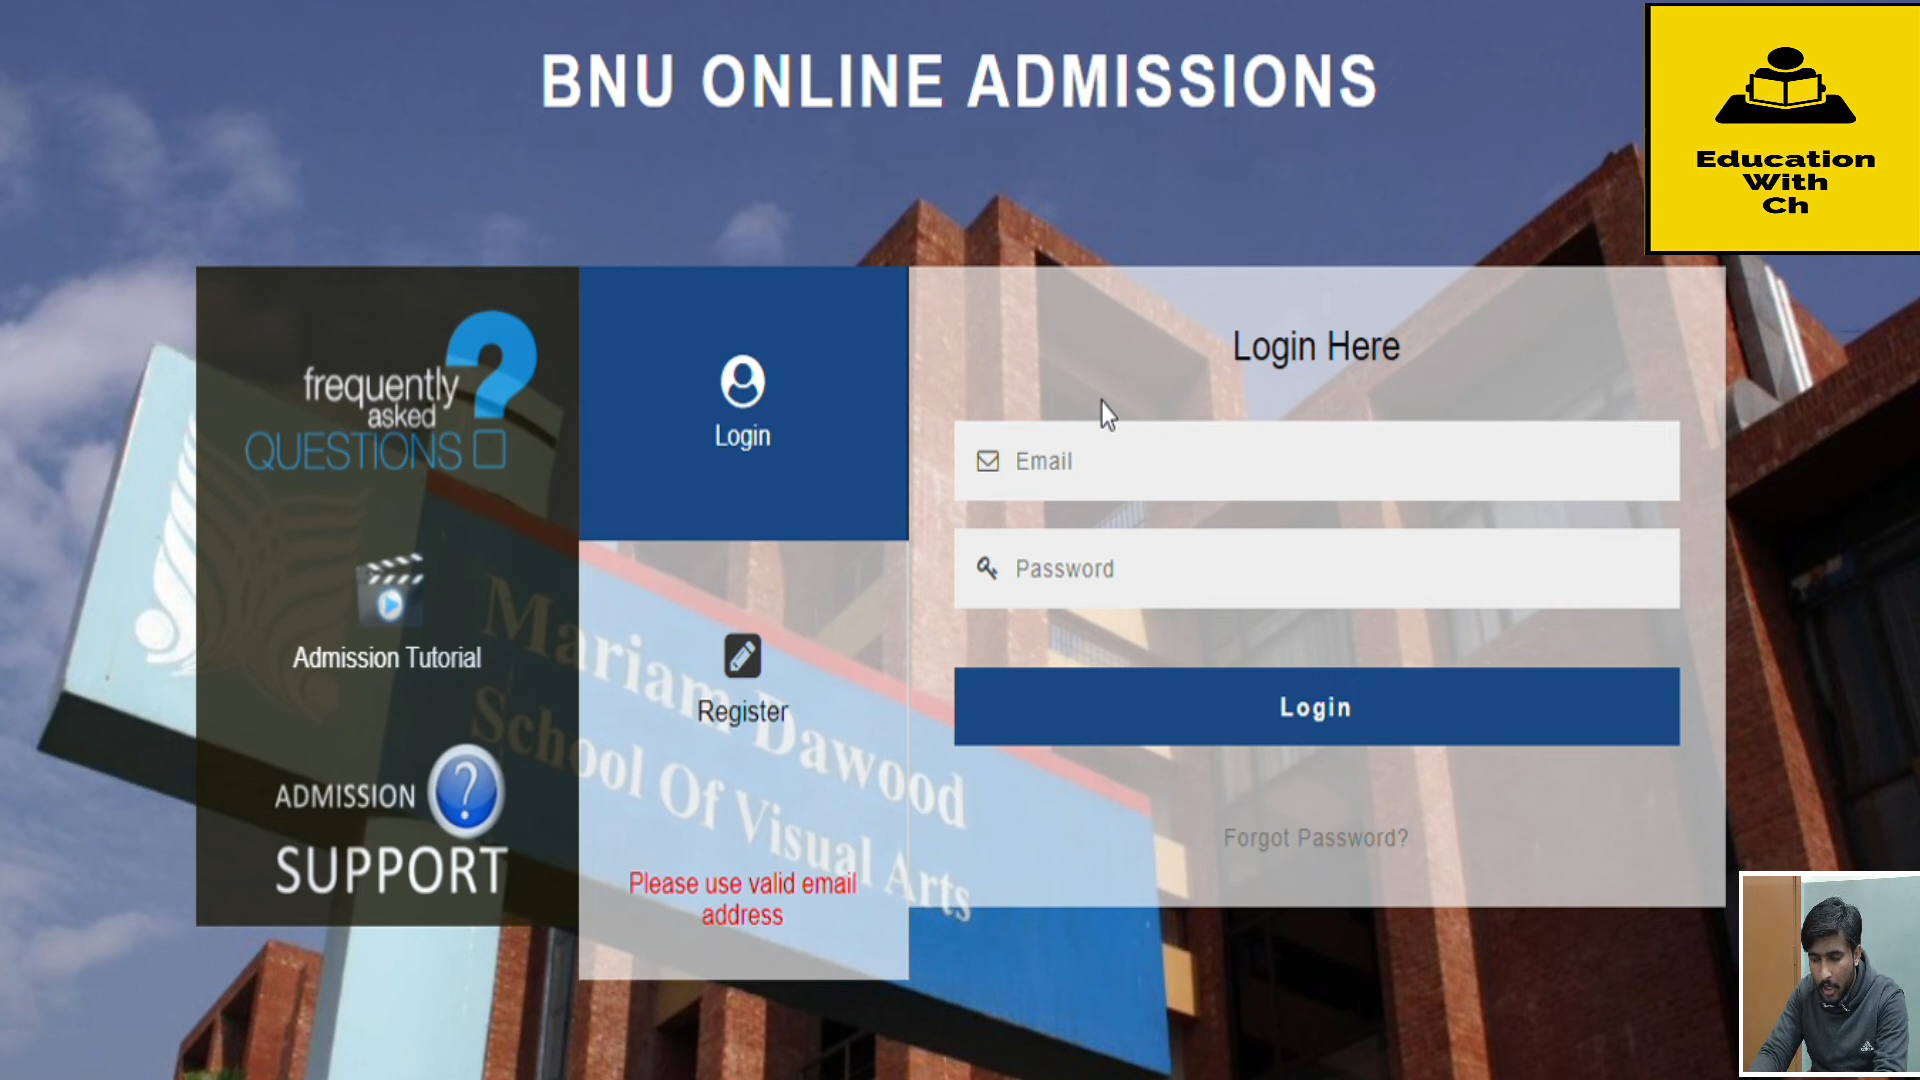 BNU ONLINE ADMISSIONS
Education
With
Ch
frequently
asked
QUESTIONS
Admission Tutorial
ADMISSION
SUPPORT
Login
Register
Please use valid email
address
Login Here
Email
Password
Login
Forgot Password?
Mariam Dawood
School Of Visual Arts